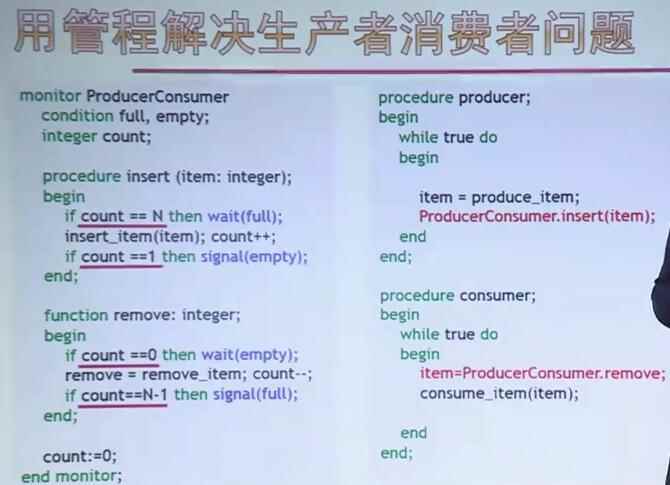 用管程解决生产者消费者问题
monitor ProducerConsumer
condition full, empty;
integer count;
procedure insert (item: integer);
begin
if count == N then wait(full);
insert_item(item); count++;
if count ==1 then signal(empty);
end;
function remove: integer;
begin
if count ==0 then wait(empty);
remove = remove_item; count--;
if count==N-1 then signal(full);
end;
count:=0;
end monitor;
procedure producer;
begin
while true do
begin
item = produce_item;
ProducerConsumer.insert(item);
end
end;
procedure consumer;
begin
while true do
begin
item=ProducerConsumer.remove;
consume_item(item);
end
end;